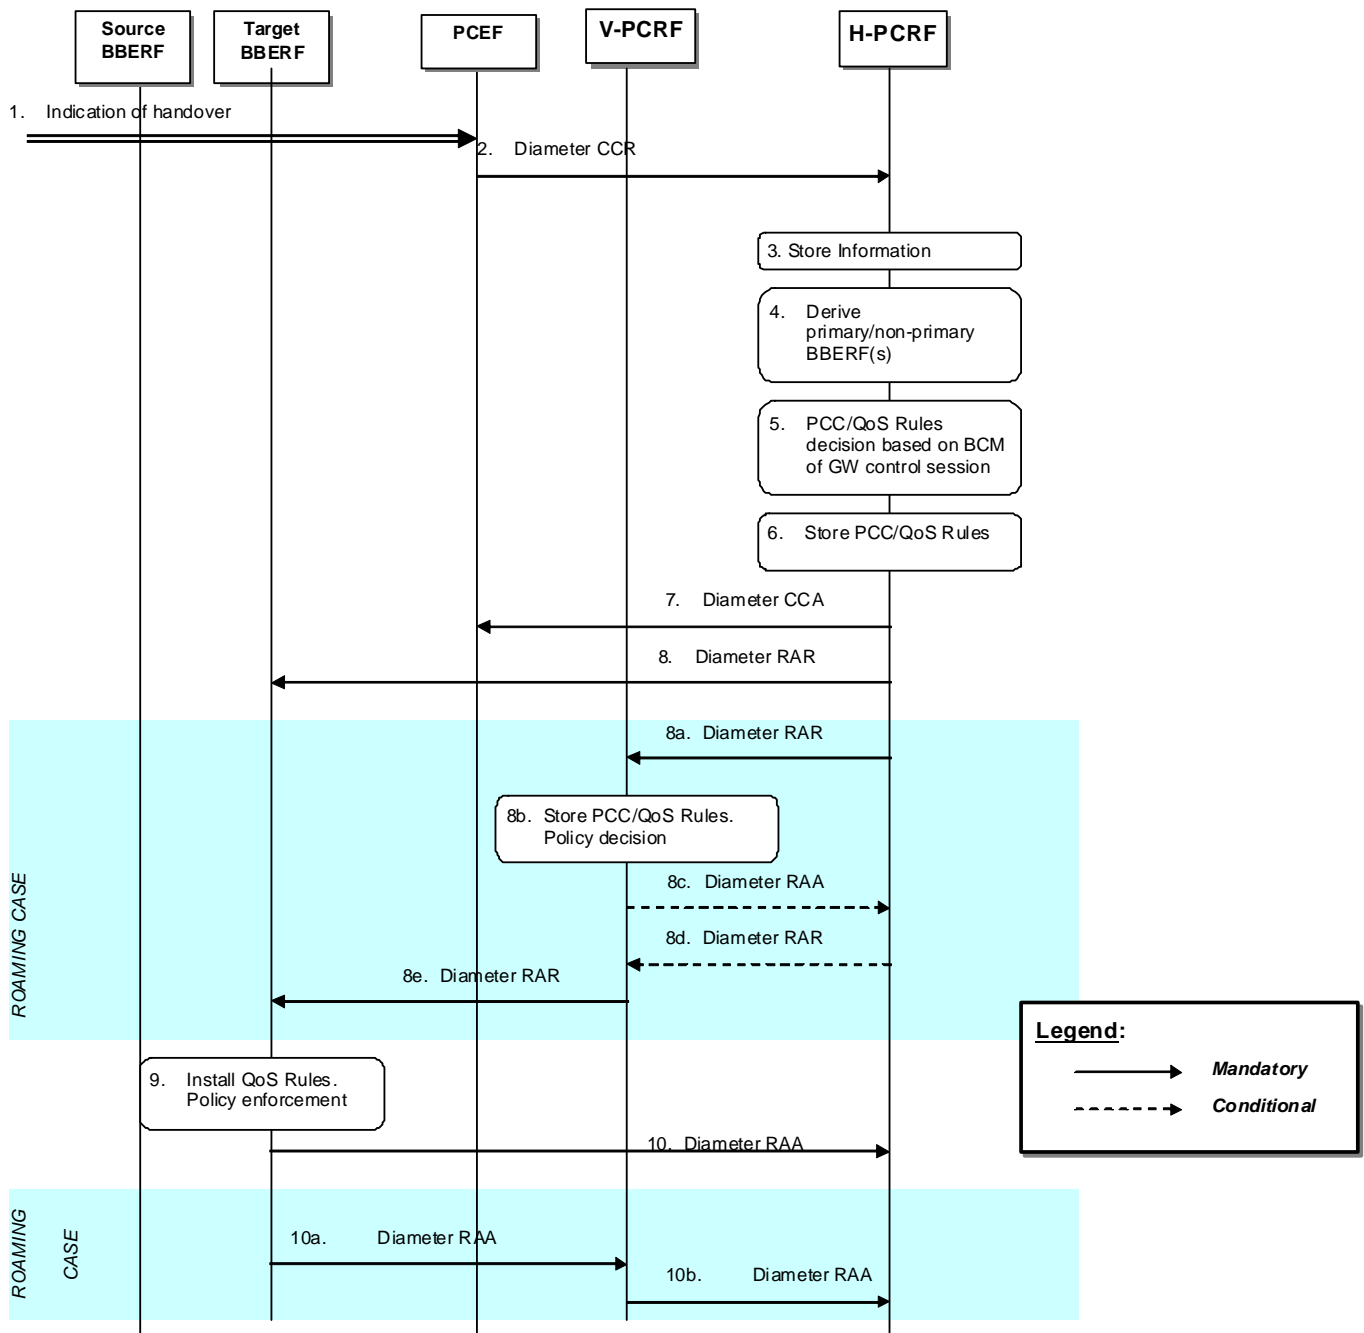 Source
BBERF
Target
BBERF
PCEF
V-PCRF
H-PCRF
1. Indication of handover
2. Diameter CCR
3. Store Information
4. Derive
primary/non-primary
BBERF(s)
5. PCC/QoS Rules
decision based on BCM
of GW control session
6. Store PCC/QoS Rules
7. Diameter CCA
8. Diameter RAR
8a. Diameter RAR
8b. Store PCC/QoS Rules.
Policy decision
8c. Diameter RAA
8d. Diameter RAR
8e. Diameter RAR
ROAMING CASE
Legend:
Mandatory
Conditional
9. Install QoS Rules.
Policy enforcement
10. Diameter RAA
ROAMING
CASE
10a. Diameter RAA
10b. Diameter RAA